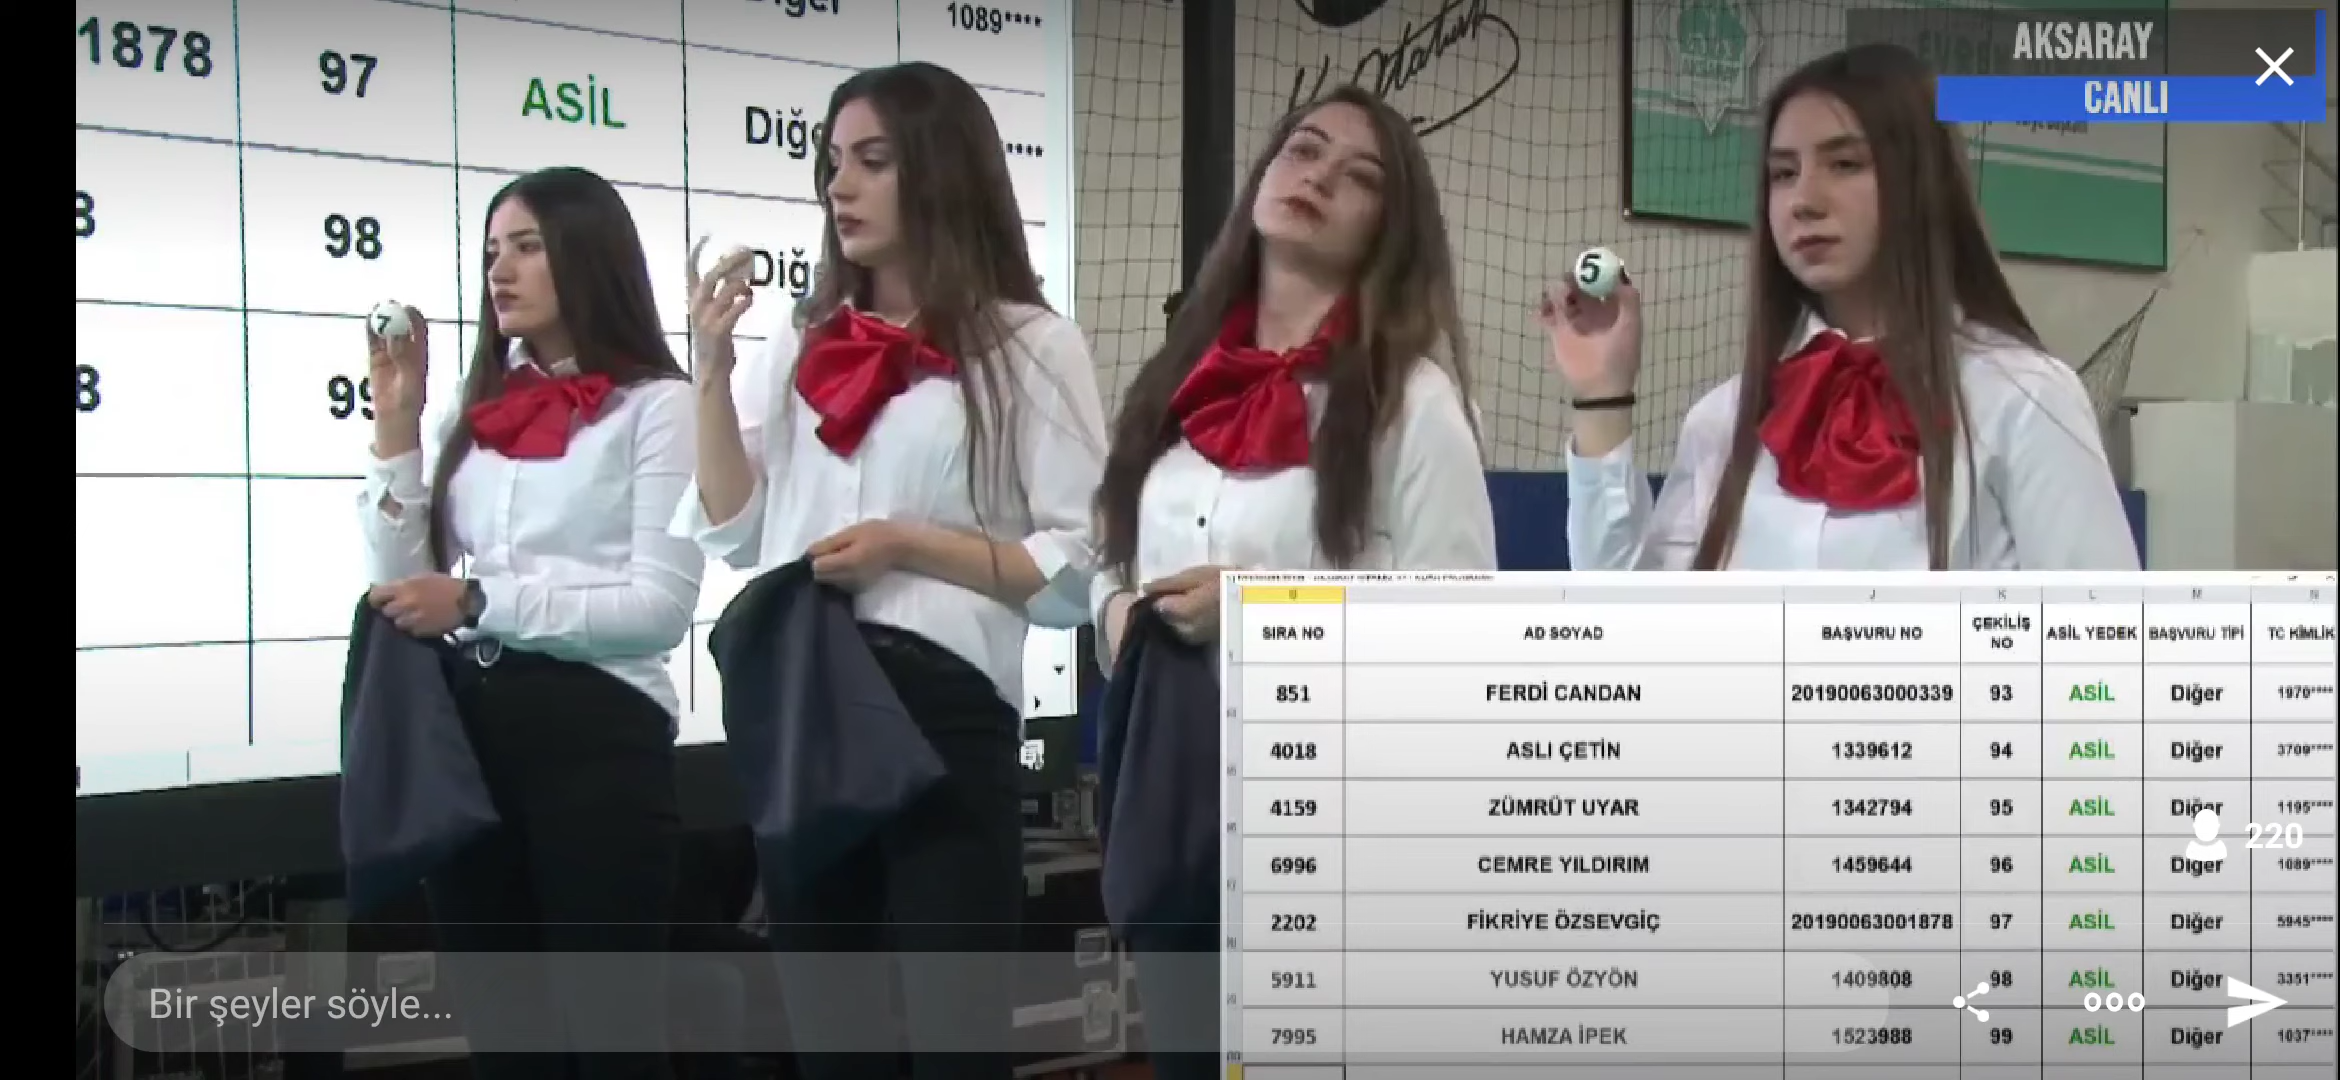 1878
97
ASİL
Diğer
1089****
98
8
99
7
5
AKSARAY
CANLI
SIRA NO AD SOYAD BAŞVURU NO ÇEKİLİŞ NO ASİL YEDEK BAŞVURU TİPİ TC KİMLİK
851 FERDİ CANDAN 20190063000339 93 ASİL Diğer 1970****
4018 ASLI ÇETİN 1339612 94 ASİL Diğer 3709****
4159 ZÜMRÜT UYAR 1342794 95 ASİL Diğer 1195****
220
6996 CEMRE YILDIRIM 1459644 96 ASİL Diğer 1089****
2202 FİKRİYE ÖZSEVGİÇ 20190063001878 97 ASİL Diğer 5945****
5911 YUSUF ÖZYÖN 1409808 98 ASİL Diğer 3351****
7995 HAMZA İPEK 1523988 99 ASİL Diğer 1037****
Bir şeyler söyle...